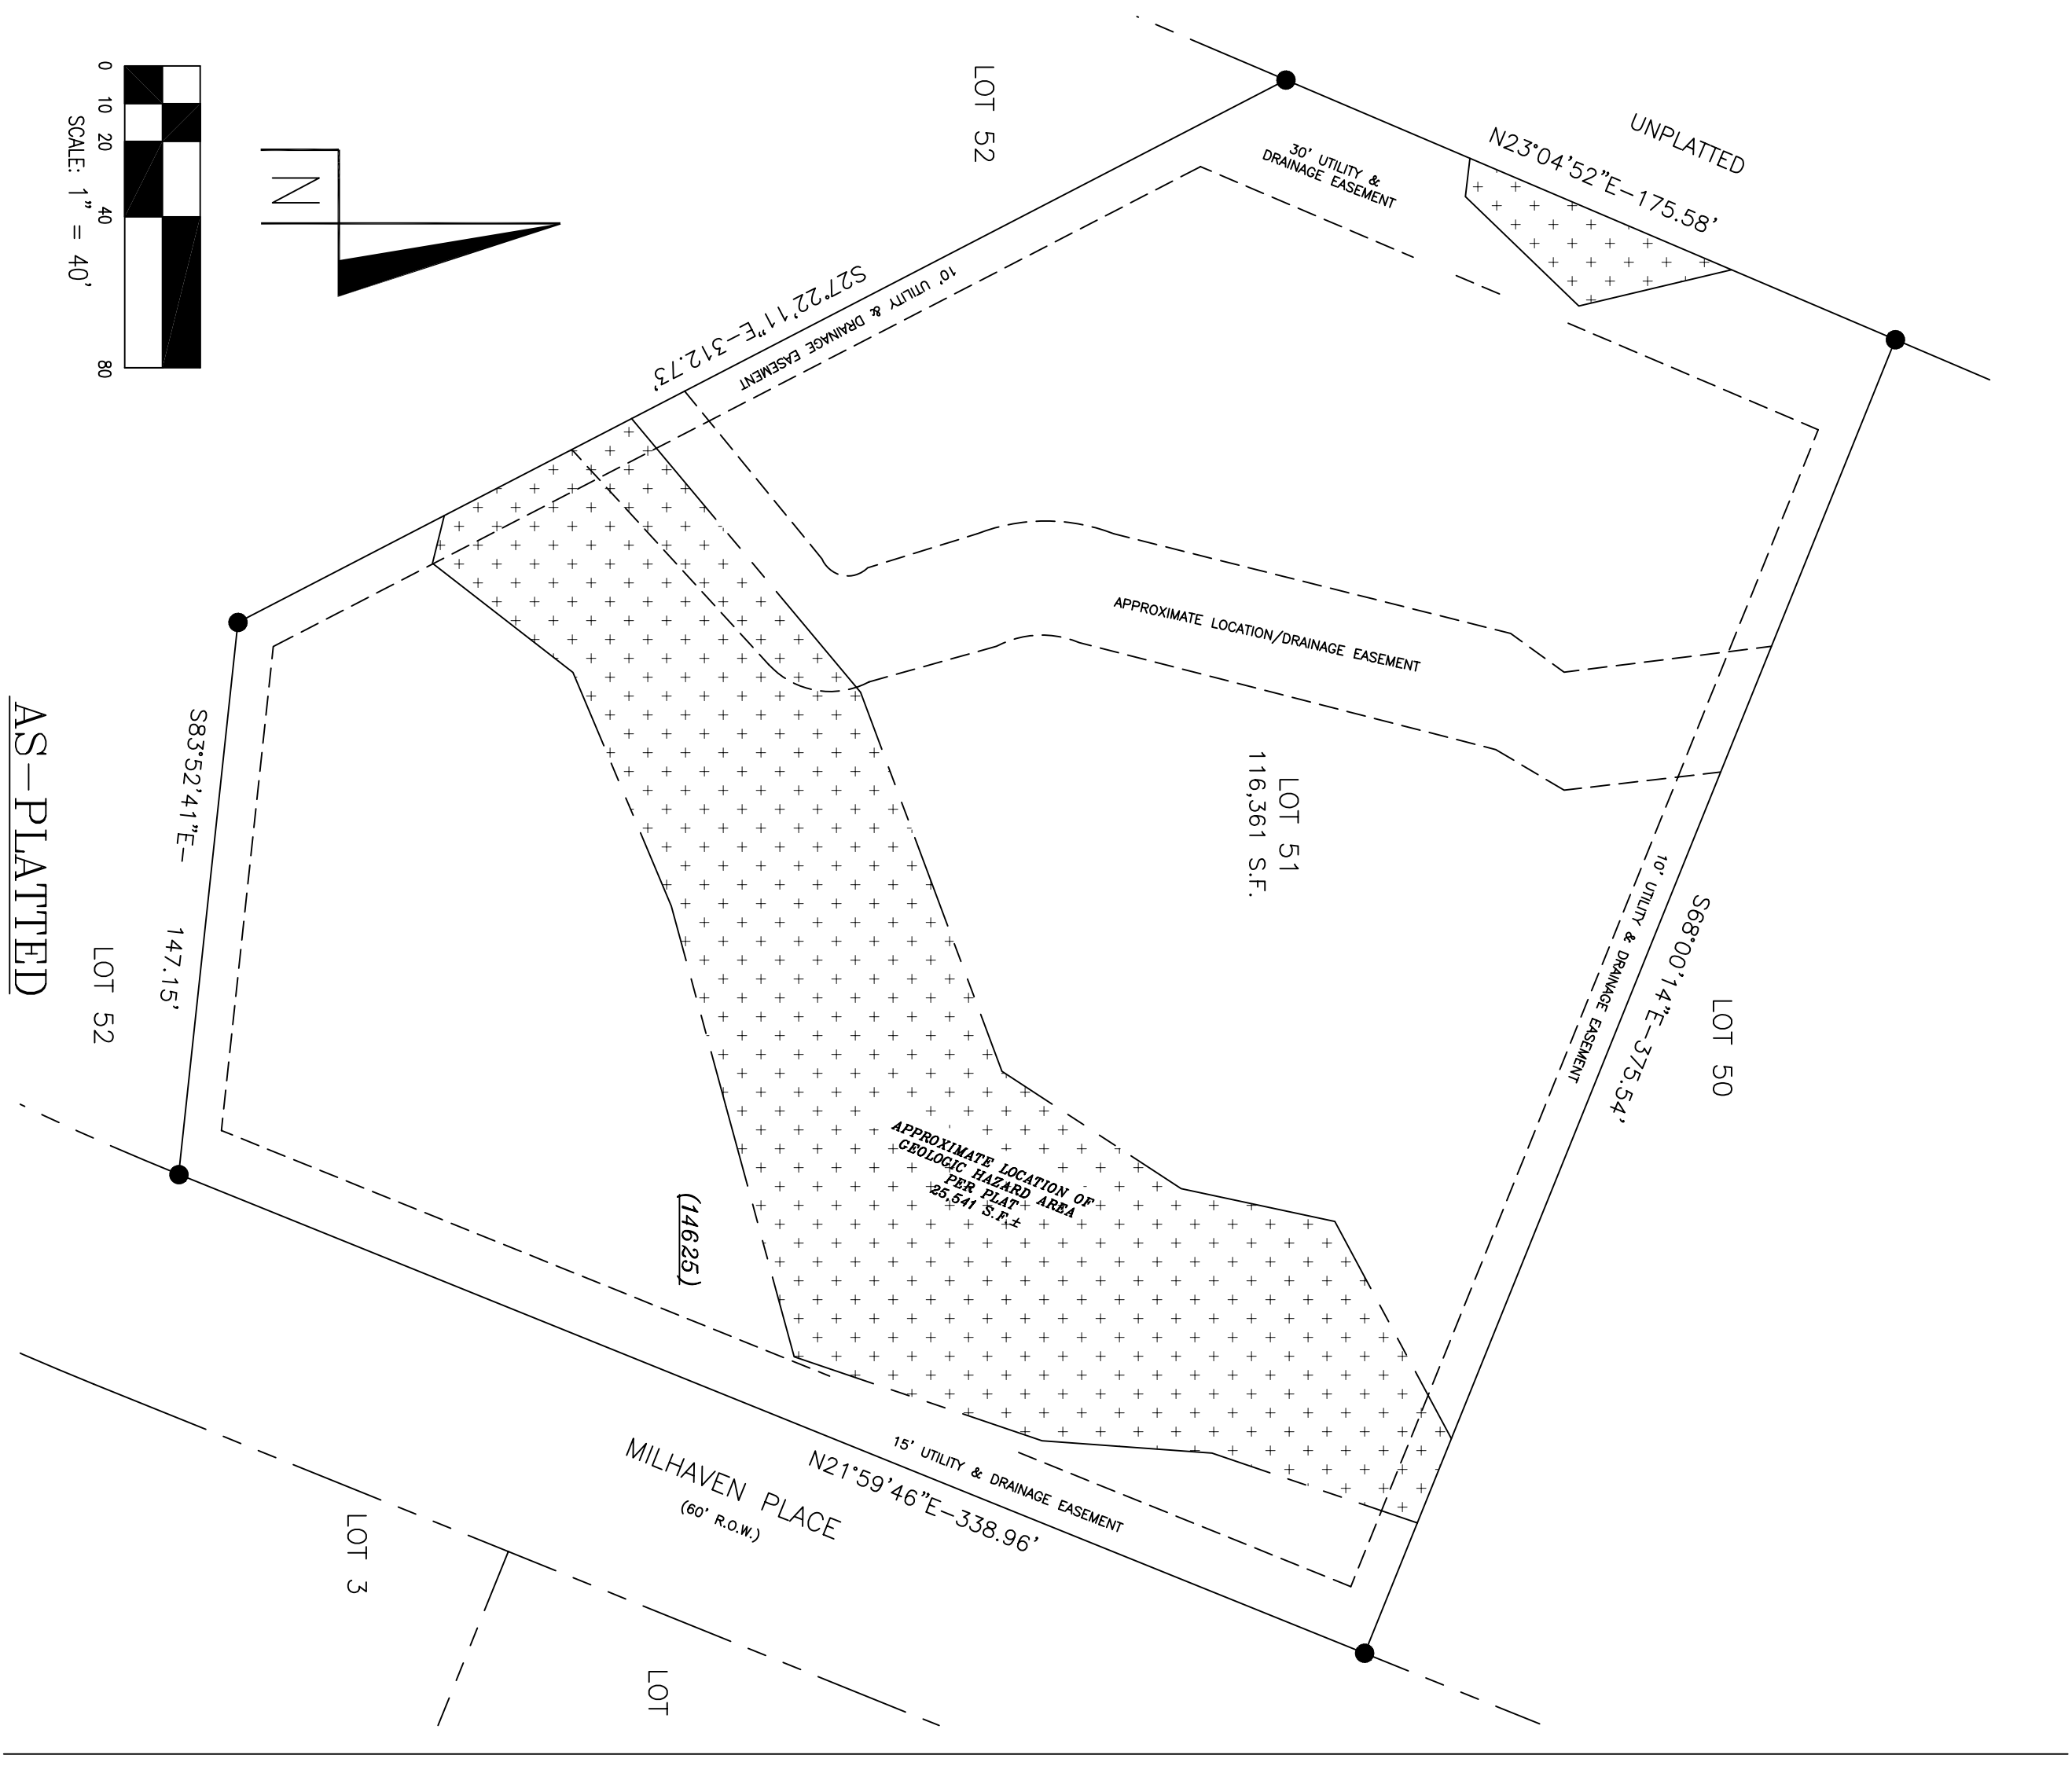 UNPLATTED
N23°04'52"E-175.58'
30' UTILITY &
DRAINAGE EASEMENT
LOT 52
S27°22'11"E-312.73'
10' UTILITY & DRAINAGE EASEMENT
APPROXIMATE LOCATION/DRAINAGE EASEMENT
LOT 51
116,361 S.F.
LOT 50
S68°00'14"E-375.54'
10' UTILITY & DRAINAGE EASEMENT
APPROXIMATE LOCATION OF
GEOLOGIC HAZARD AREA
PER PLAT
25,541 S.F.±
(14625)
15' UTILITY & DRAINAGE EASEMENT
N21°59'46"E-338.96'
MILHAVEN PLACE
(60' R.O.W.)
LOT 3
LOT
S83°52'41"E-
147.15'
LOT 52
N
0
10
20
40
80
SCALE: 1" = 40'
AS-PLATTED